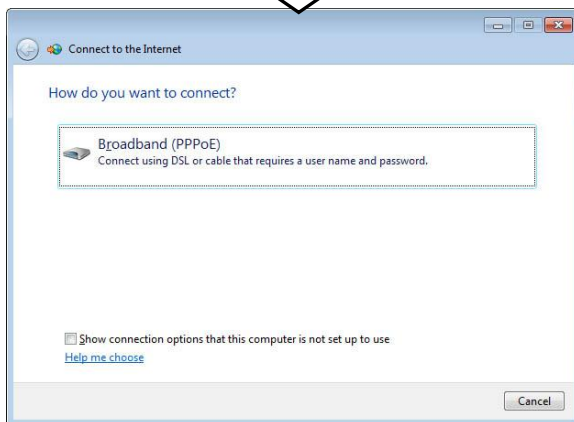 Connect to the Internet
How do you want to connect?
Broadband (PPPoE)
Connect using DSL or cable that requires a user name and password.
Show connection options that this computer is not set up to use
Help me choose
Cancel